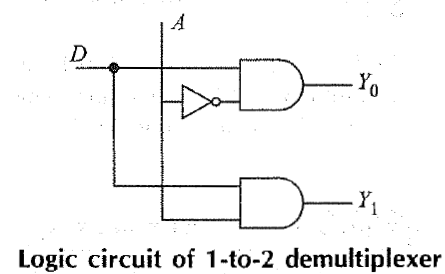 A
D
Y0
Y1
Logic circuit of 1-to-2 demultiplexer